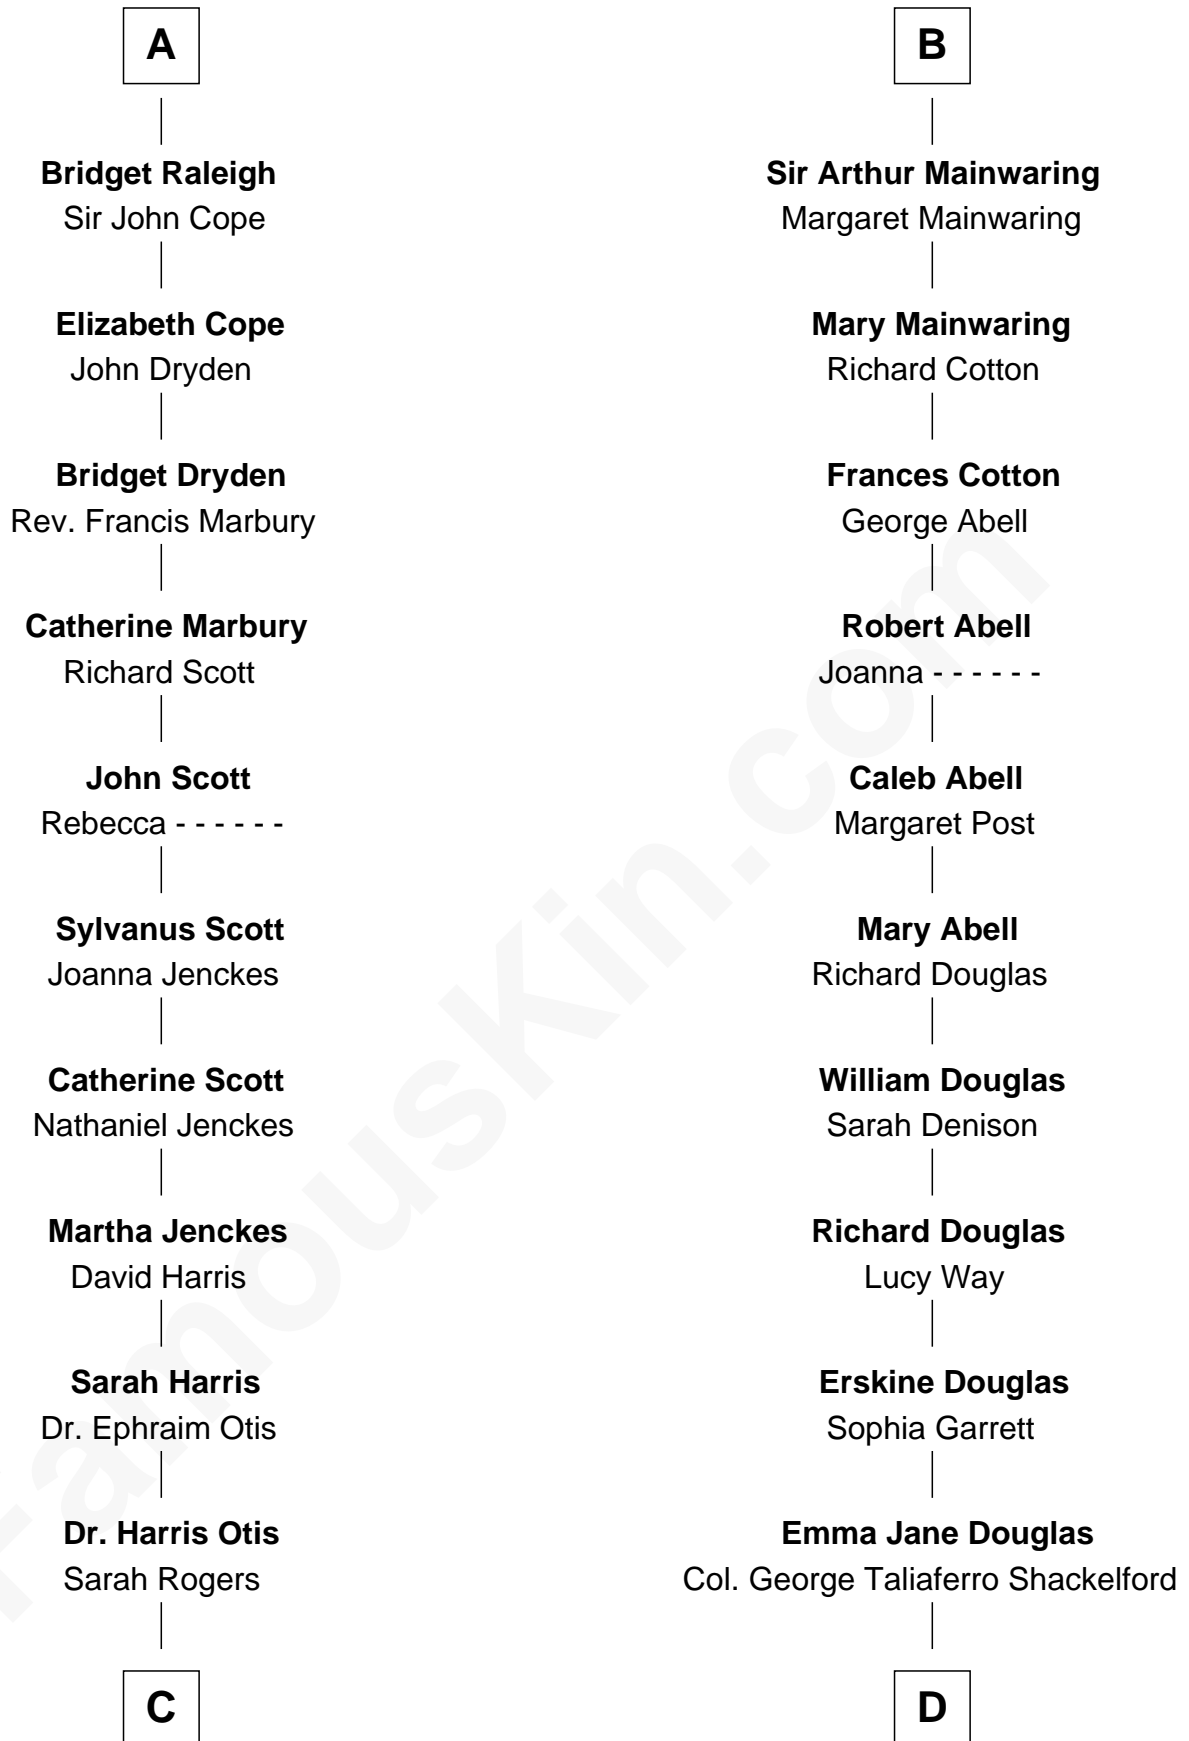 A
Bridget Raleigh
Sir John Cope
Elizabeth Cope
John Dryden
Bridget Dryden
Rev. Francis Marbury
Catherine Marbury
Richard Scott
John Scott
Rebecca - - - - - -
Sylvanus Scott
Joanna Jenckes
Catherine Scott
Nathaniel Jenckes
Martha Jenckes
David Harris
Sarah Harris
Dr. Ephraim Otis
Dr. Harris Otis
Sarah Rogers
C
B
Sir Arthur Mainwaring
Margaret Mainwaring
Mary Mainwaring
Richard Cotton
Frances Cotton
George Abell
Robert Abell
Joanna - - - - - -
Caleb Abell
Margaret Post
Mary Abell
Richard Douglas
William Douglas
Sarah Denison
Richard Douglas
Lucy Way
Erskine Douglas
Sophia Garrett
Emma Jane Douglas
Col. George Taliaferro Shackelford
D
FamousKin.com